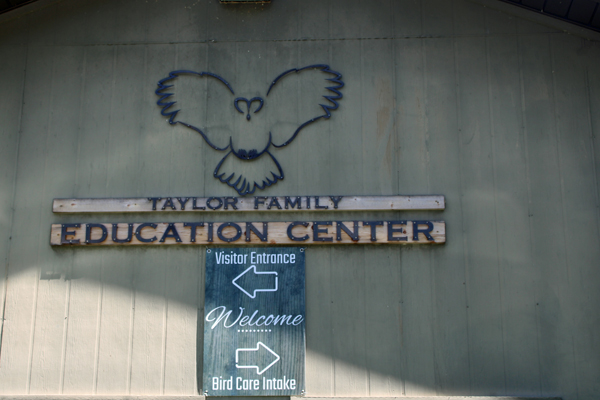 TAYLOR FAMILY
EDUCATION CENTER
Visitor Entrance
Welcome
Bird Care Intake